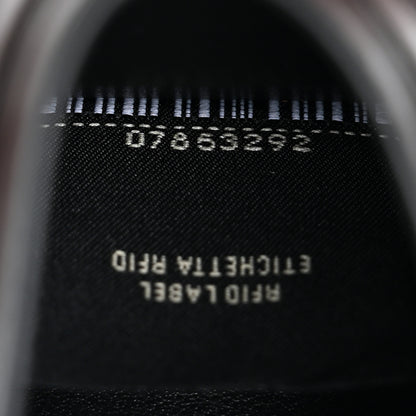 07863292
RFID LABEL
ETICHETTA RFID